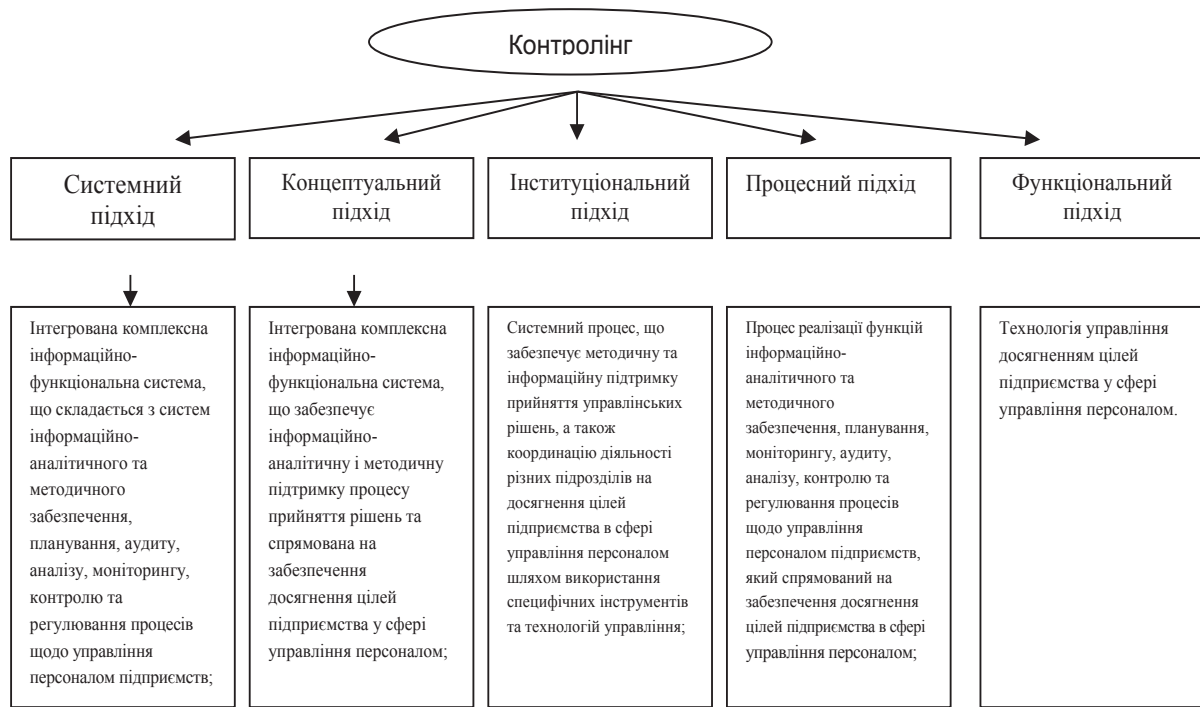 Контролінг
Системний
підхід
Концептуальний
підхід
Інституціональний
підхід
Процесний підхід
Функціональний
підхід
Інтегрована комплексна
інформаційно-
функціональна система,
що складається з систем
інформаційно-
аналітичного та
методичного
забезпечення,
планування, аудиту,
аналізу, моніторингу,
контролю та
регулювання процесів
щодо управління
персоналом підприємств;
Інтегрована комплексна
інформаційно-
функціональна система,
що забезпечує
інформаційно-
аналітичну і методичну
підтримку процесу
прийняття рішень та
спрямована на
забезпечення
досягнення цілей
підприємства у сфері
управління персоналом;
Системний процес, що
забезпечує методичну та
інформаційну підтримку
прийняття управлінських
рішень, а також
координацію діяльності
різних підрозділів на
досягнення цілей
підприємства в сфері
управління персоналом
шляхом використання
специфічних інструментів
та технологій управління;
Процес реалізації функцій
інформаційно-
аналітичного та
методичного
забезпечення, планування,
моніторингу, аудиту,
аналізу, контролю та
регулювання процесів
щодо управління
персоналом підприємств,
який спрямований на
забезпечення досягнення
цілей підприємства в сфері
управління персоналом;
Технологія управління
досягненням цілей
підприємства у сфері
управління персоналом.